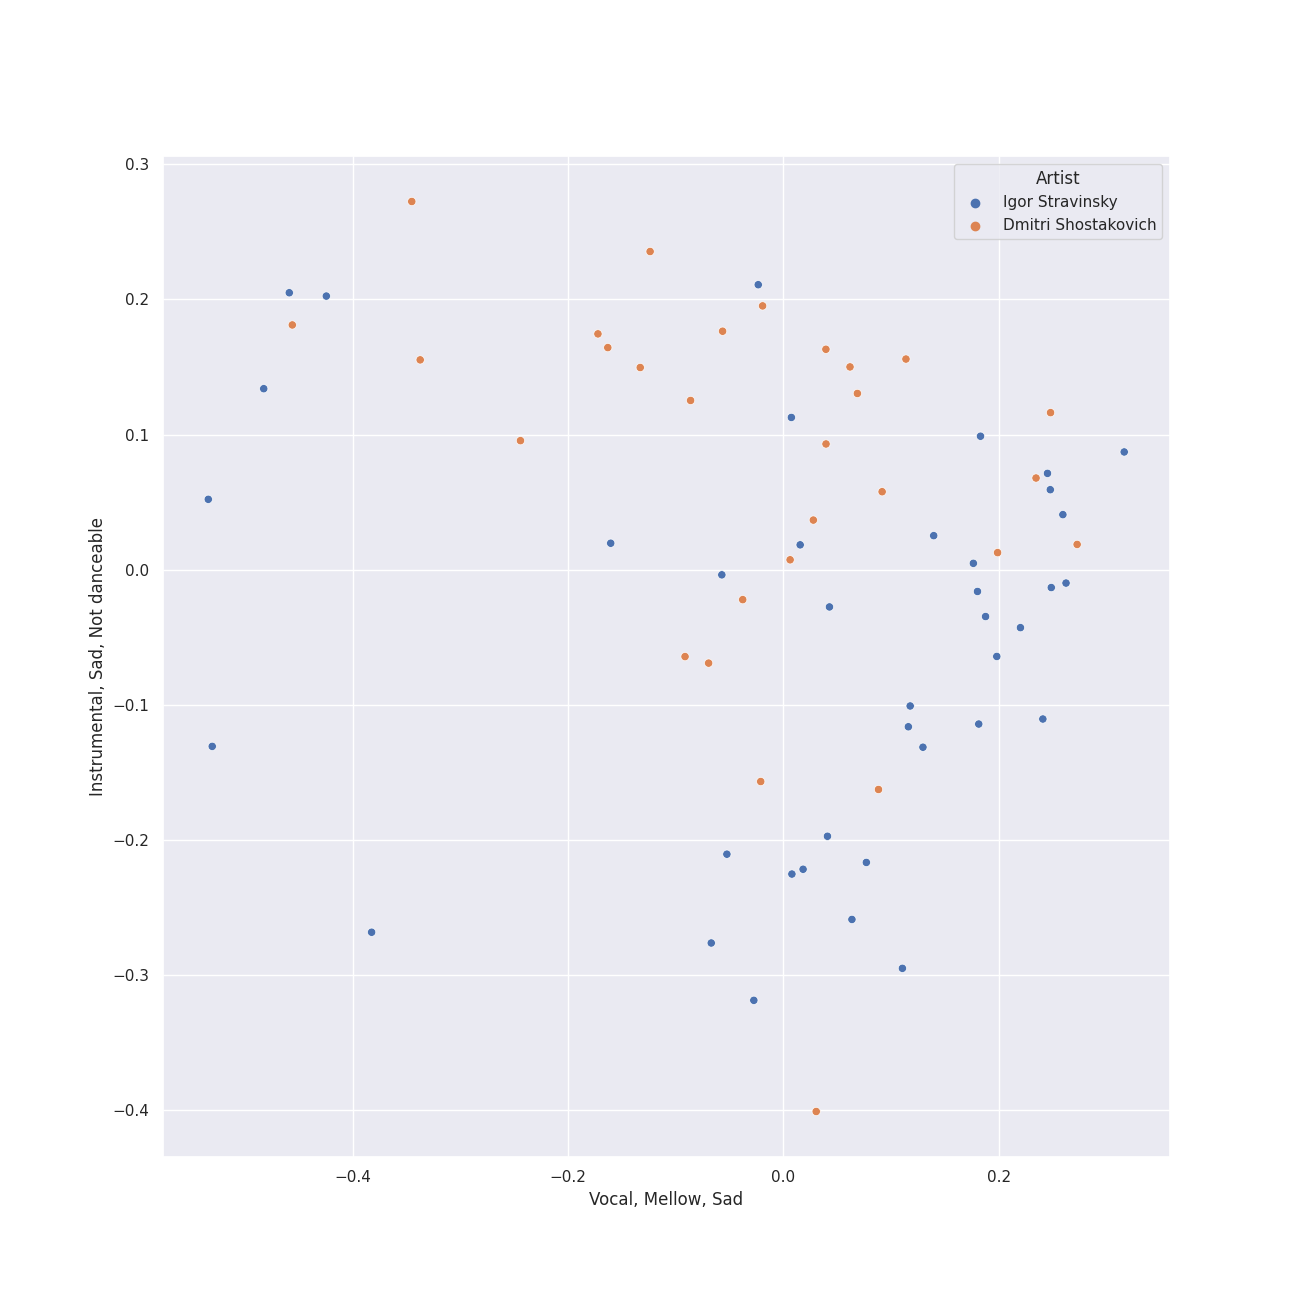 Artist
Igor Stravinsky
Dmitri Shostakovich
0.3
0.2
0.1
0.0
−0.1
−0.2
−0.3
−0.4
Instrumental, Sad, Not danceable
−0.4
−0.2
0.0
0.2
Vocal, Mellow, Sad